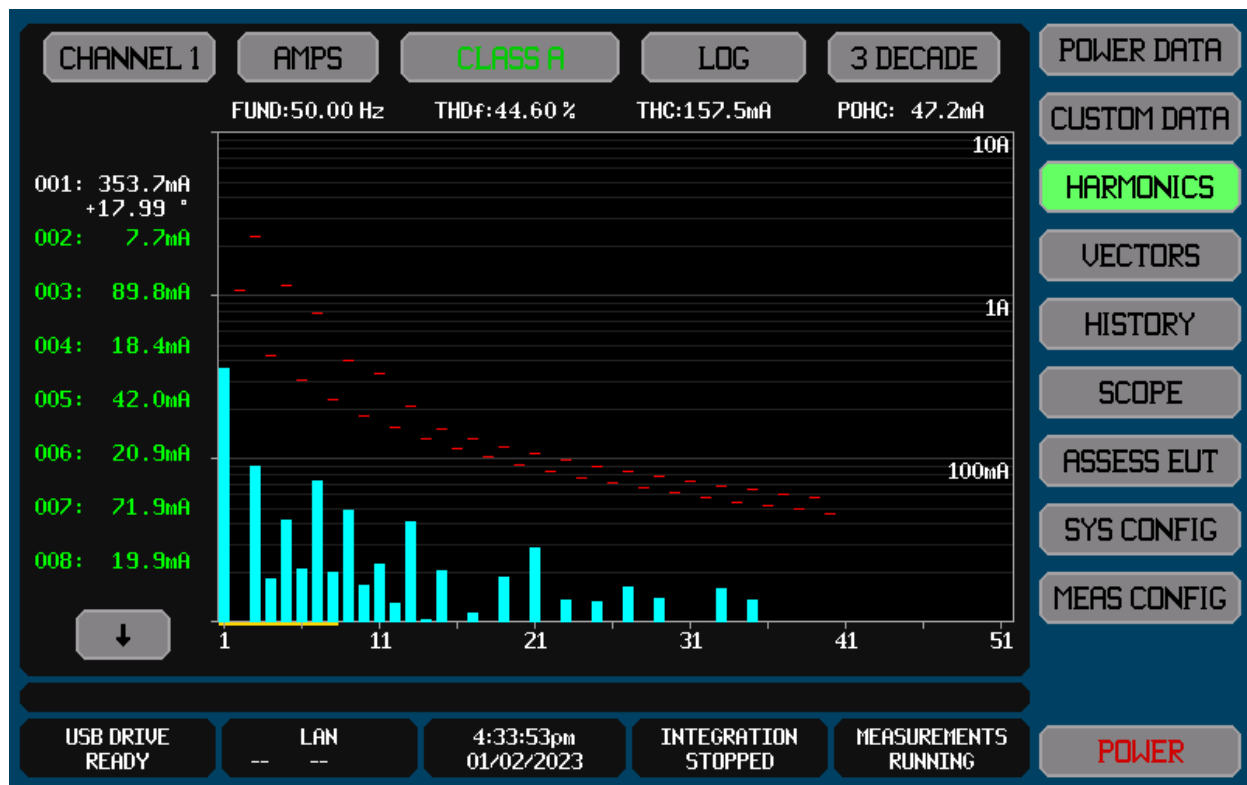 CHANNEL 1 AMPS CLASS A LOG 3 DECADE
FUND:50.00 Hz THDf:44.60 % THC:157.5mA POHC: 47.2mA
10A
001: 353.7mA
+17.99 °
002: 7.7mA
003: 89.8mA
1A
004: 18.4mA
005: 42.0mA
006: 20.9mA
100mA
007: 71.9mA
008: 19.9mA
↓
1 11 21 31 41 51
POWER DATA
CUSTOM DATA
HARMONICS
VECTORS
HISTORY
SCOPE
ASSESS EUT
SYS CONFIG
MEAS CONFIG
USB DRIVE
READY
LAN
-- --
4:33:53pm
01/02/2023
INTEGRATION
STOPPED
MEASUREMENTS
RUNNING
POWER